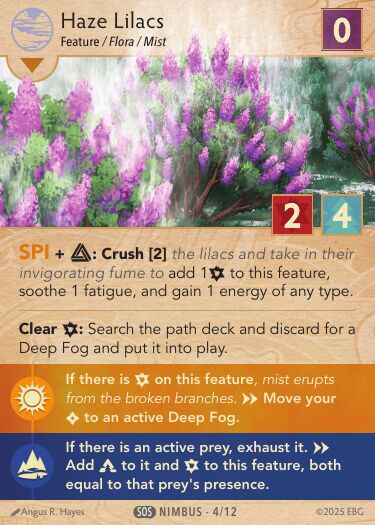 Haze Lilacs
0
Feature / Flora / Mist
2 4
SPI + : Crush [2] the lilacs and take in their
invigorating fume to add 1 to this feature,
soothe 1 fatigue, and gain 1 energy of any type.
Clear : Search the path deck and discard for a
Deep Fog and put it into play.
If there is on this feature, mist erupts
from the broken branches. Move your
to an active Deep Fog.
If there is an active prey, exhaust it.
Add to it and to this feature, both
equal to that prey's presence.
Angus R. Hayes SOS NIMBUS - 4/12 ©2025 EBG